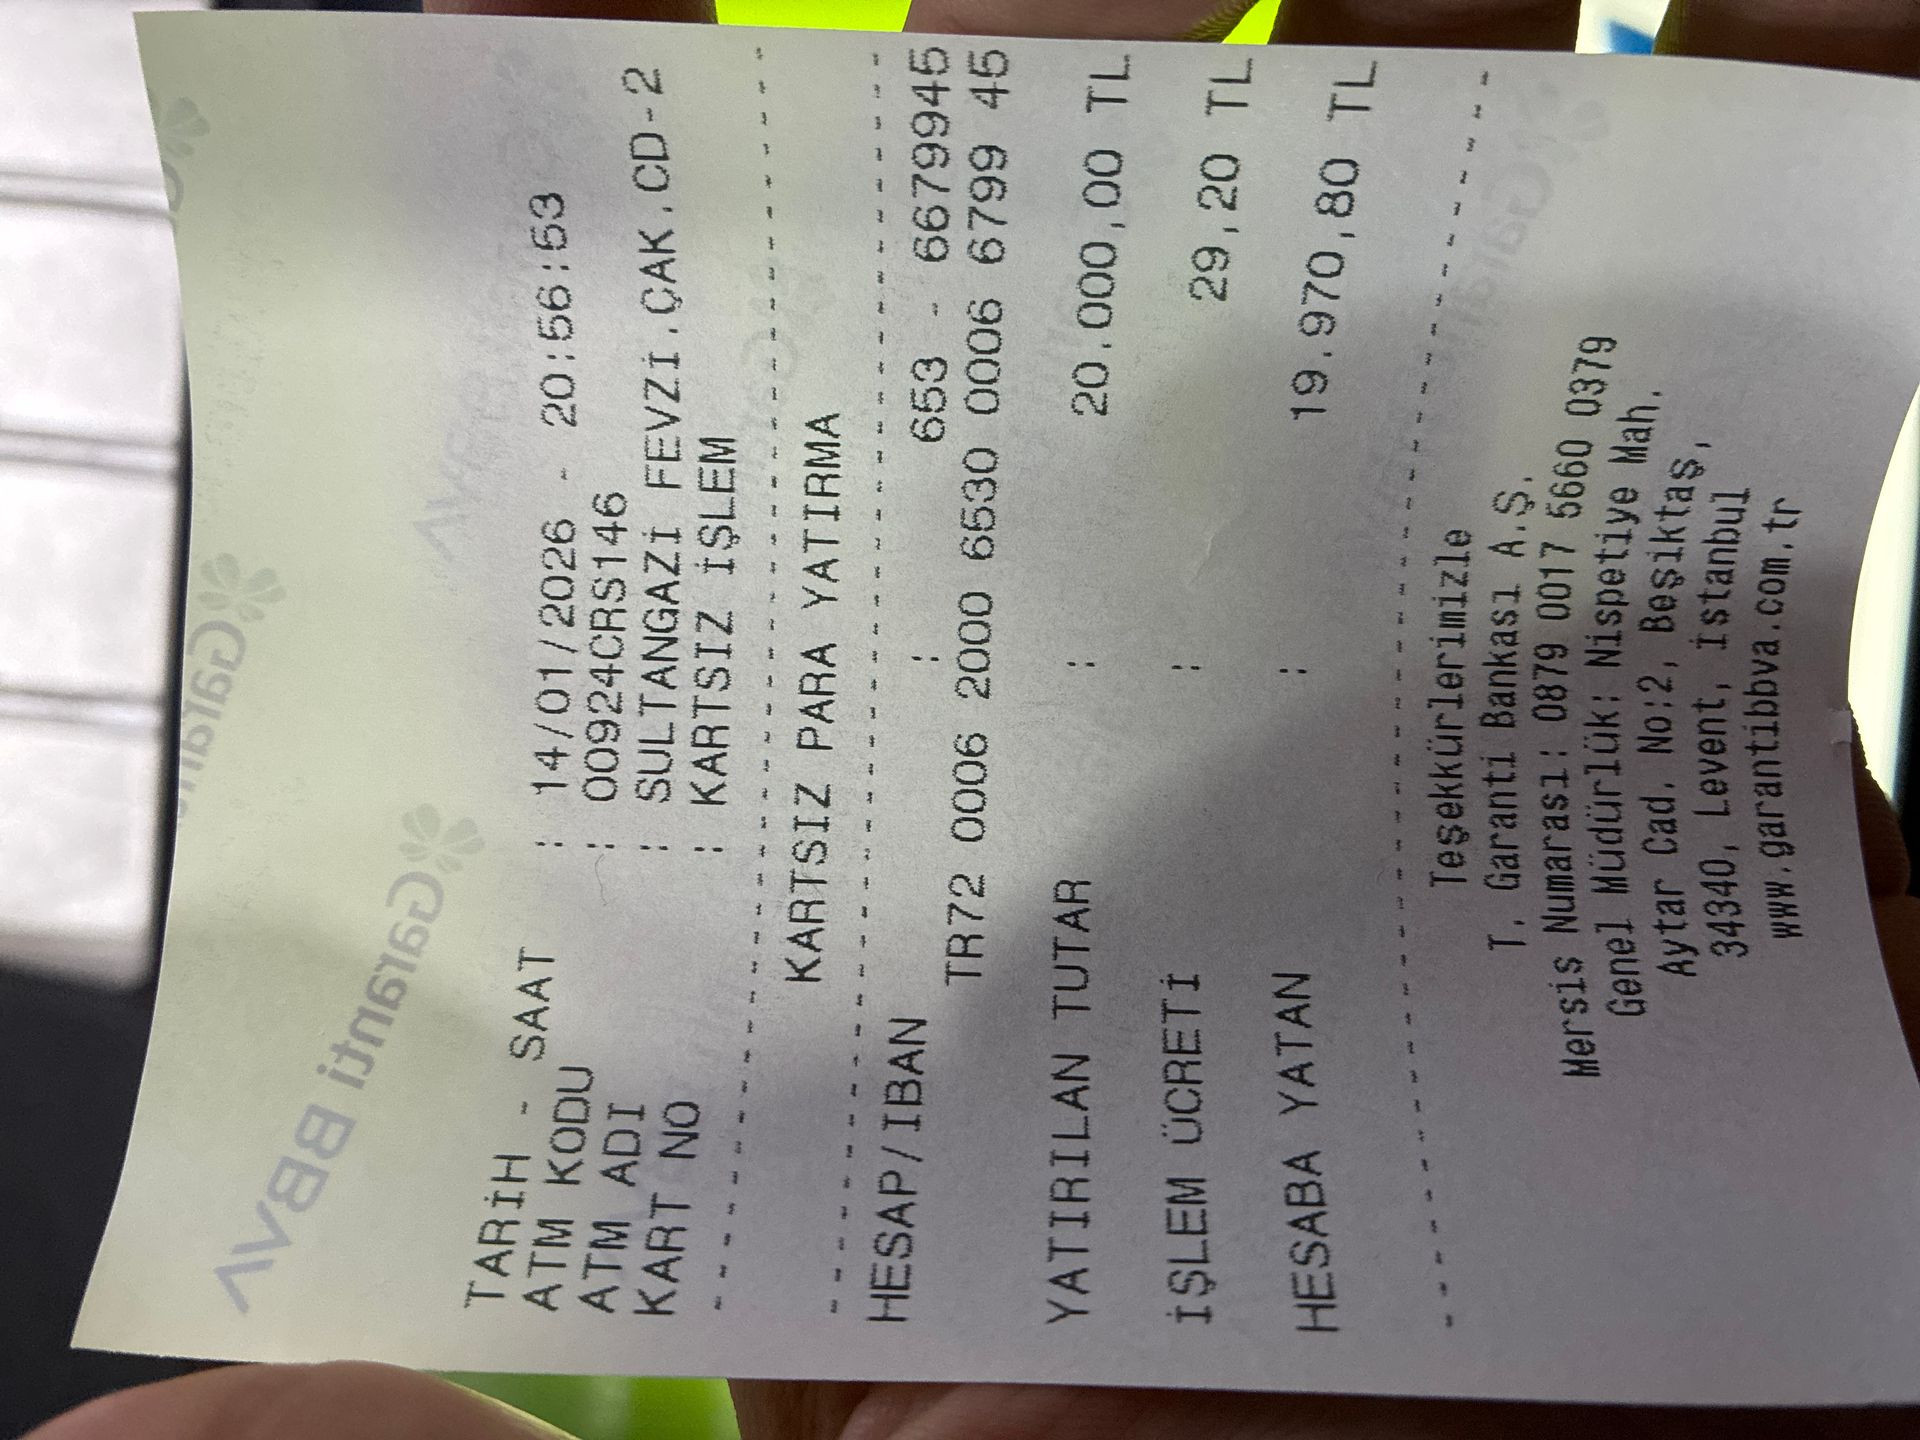 TARİH - SAAT : 14/01/2026 - 20:56:53
ATM KODU : 00924CRS146
ATM ADI : SULTANGAZİ FEVZİ.ÇAK.CD-2
KART NO : KARTSIZ İŞLEM
KARTSIZ PARA YATIRMA
HESAP/IBAN : 653 - 6679945
TR72 0006 2000 6530 0006 6799 45
YATIRILAN TUTAR : 20.000,00 TL
İŞLEM ÜCRETİ : 29,20 TL
HESABA YATAN : 19.970,80 TL
Teşekkürlerimizle
T. Garanti Bankası A.Ş.
Mersis Numarası: 0879 0017 5660 0379
Genel Müdürlük: Nispetiye Mah.
Aytar Cad. No:2, Beşiktaş,
34340, Levent, İstanbul
www.garantibbva.com.tr
Garanti BBVA
Garanti